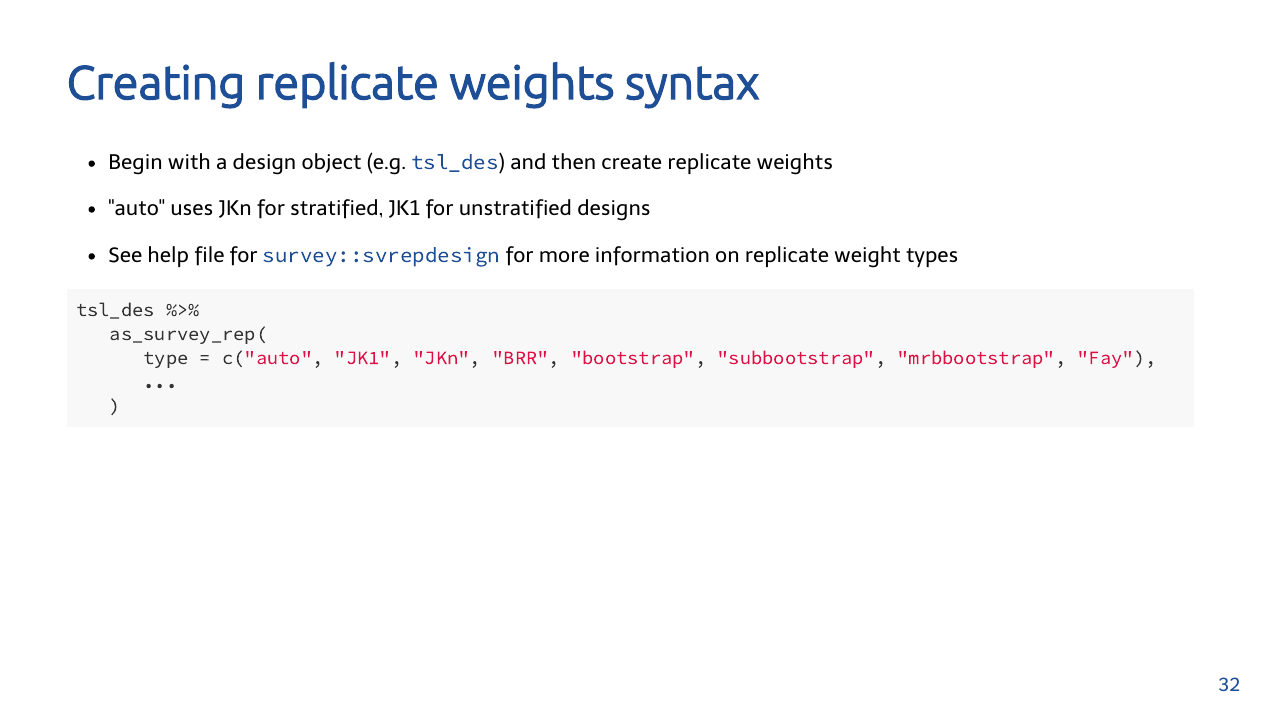 Creating replicate weights syntax
• Begin with a design object (e.g. tsl_des) and then create replicate weights
• "auto" uses JKn for stratified, JK1 for unstratified designs
• See help file for survey::svrepdesign for more information on replicate weight types
tsl_des %>%
   as_survey_rep(
      type = c("auto", "JK1", "JKn", "BRR", "bootstrap", "subbootstrap", "mrbbootstrap", "Fay"),
      ...
   )
32